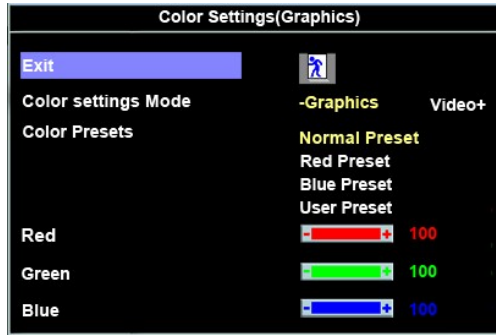 Color Settings(Graphics)
Exit
Color settings Mode -Graphics Video+
Color Presets Normal Preset
Red Preset
Blue Preset
User Preset
Red - + 100
Green - + 100
Blue - + 100